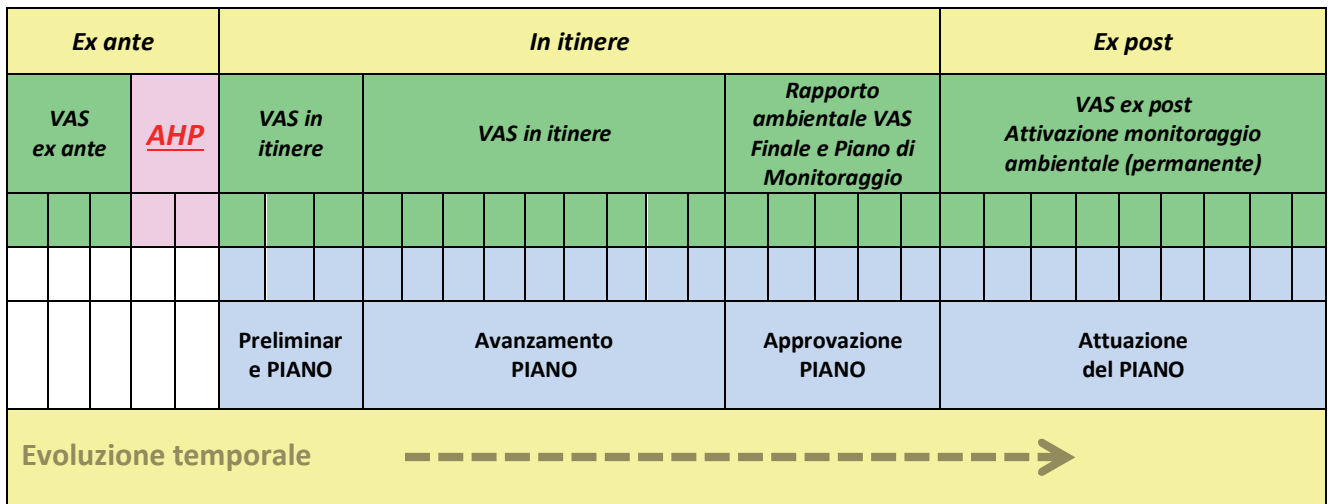 Ex ante
In itinere
Ex post
VAS
ex ante
AHP
VAS in
itinere
VAS in itinere
Rapporto
ambientale VAS
Finale e Piano di
Monitoraggio
VAS ex post
Attivazione monitoraggio
ambientale (permanente)
Preliminar
e PIANO
Avanzamento
PIANO
Approvazione
PIANO
Attuazione
del PIANO
Evoluzione temporale